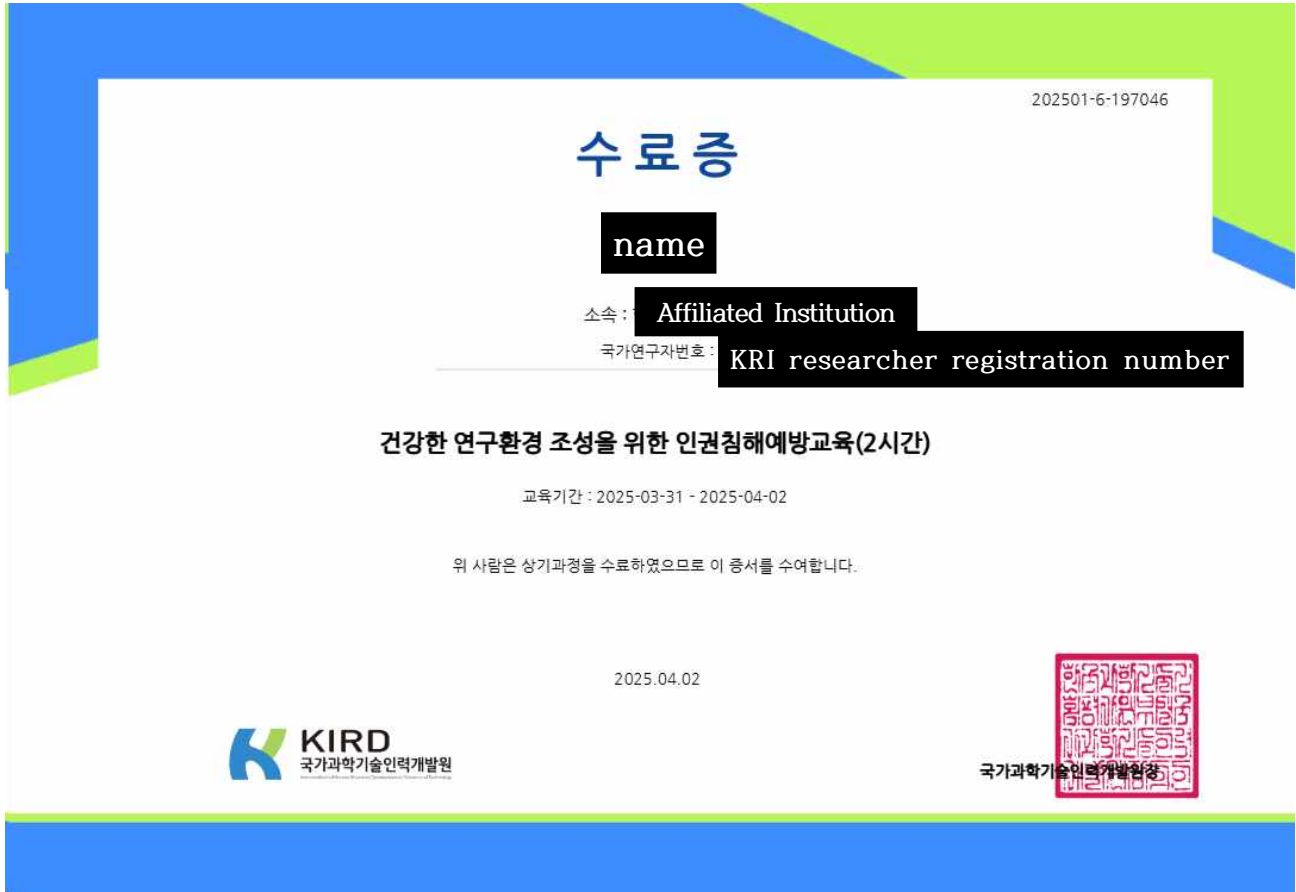 202501-6-197046
수료증
name
소속 :
Affiliated Institution
국가연구자번호 :
KRI researcher registration number
건강한 연구환경 조성을 위한 인권침해예방교육(2시간)
교육기간 : 2025-03-31 - 2025-04-02
위 사람은 상기과정을 수료하였으므로 이 증서를 수여합니다.
2025.04.02
KIRD
국가과학기술인력개발원
국가과학기술인력개발원장